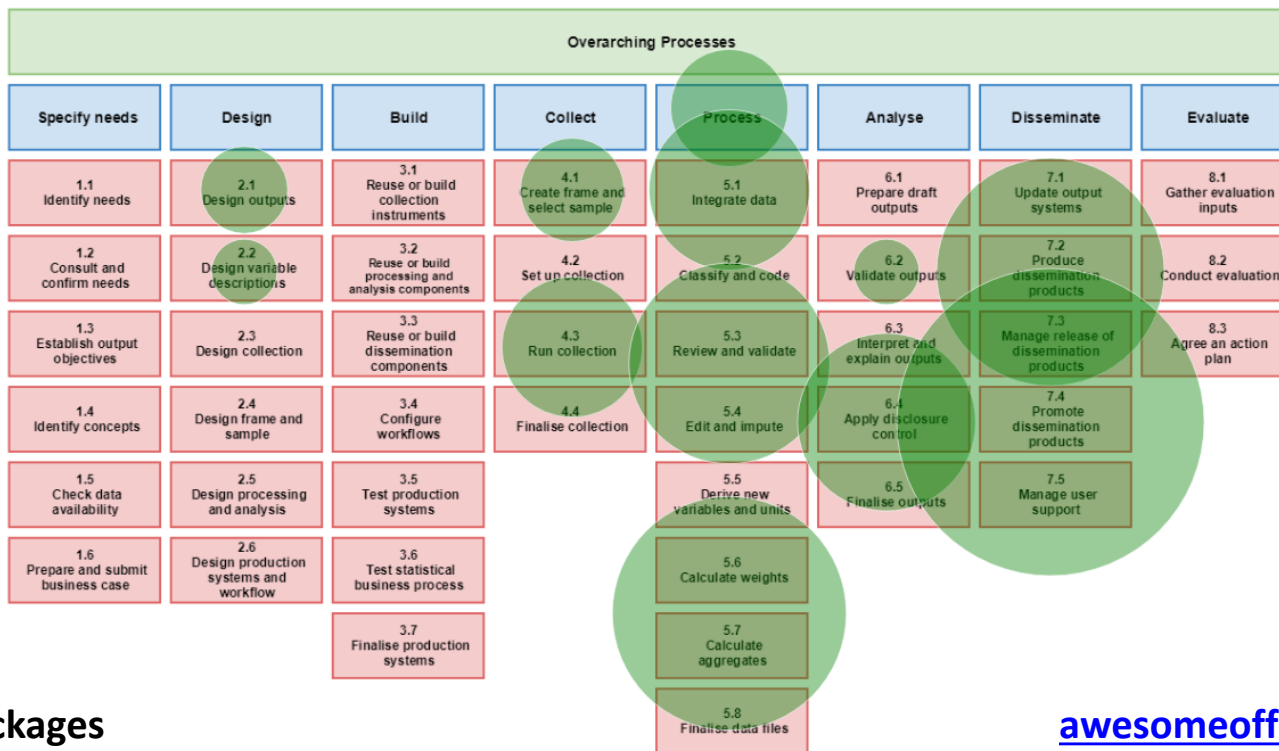 Overarching Processes
Specify needs
Design
Build
Collect
Process
Analyse
Disseminate
Evaluate
1.1
Identify needs
2.1
Design outputs
3.1
Reuse or build
collection
instruments
4.1
Create frame and
select sample
5.1
Integrate data
6.1
Prepare draft
outputs
7.1
Update output
systems
8.1
Gather evaluation
inputs
1.2
Consult and
confirm needs
2.2
Design variable
descriptions
3.2
Reuse or build
processing and
analysis components
4.2
Set up collection
5.2
Classify and code
6.2
Validate outputs
7.2
Produce
dissemination
products
8.2
Conduct evaluation
1.3
Establish output
objectives
2.3
Design collection
3.3
Reuse or build
dissemination
components
4.3
Run collection
5.3
Review and validate
6.3
Interpret and
explain outputs
7.3
Manage release of
dissemination
products
8.3
Agree an action
plan
1.4
Identify concepts
2.4
Design frame and
sample
3.4
Configure
workflows
4.4
Finalise collection
5.4
Edit and impute
6.4
Apply disclosure
control
7.4
Promote
dissemination
products
1.5
Check data
availability
2.5
Design processing
and analysis
3.5
Test production
systems
5.5
Derive new
variables and units
6.5
Finalise outputs
7.5
Manage user
support
1.6
Prepare and submit
business case
2.6
Design production
systems and
workflow
3.6
Test statistical
business process
5.6
Calculate weights
3.7
Finalise production
systems
5.7
Calculate
aggregates
5.8
Finalise data files
ckages
awesomeoff